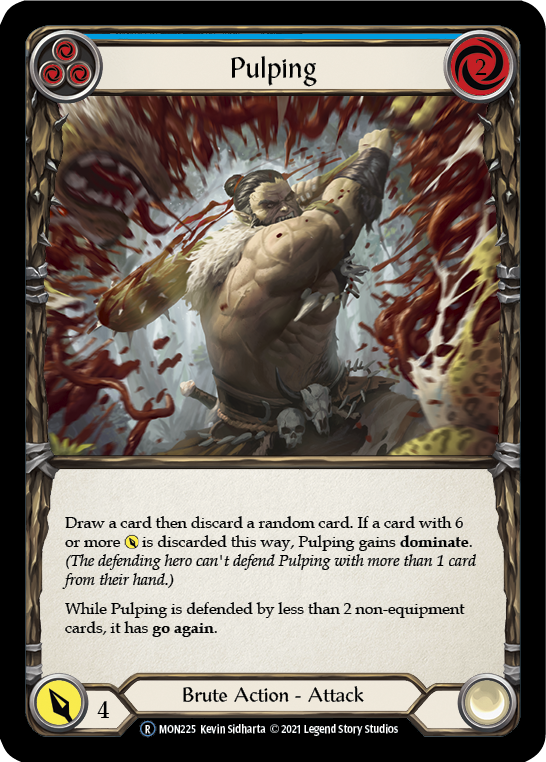 Pulping
2
Draw a card then discard a random card. If a card with 6
or more is discarded this way, Pulping gains dominate.
(The defending hero can't defend Pulping with more than 1 card
from their hand.)
While Pulping is defended by less than 2 non-equipment
cards, it has go again.
4
Brute Action - Attack
R MON225 Kevin Sidharta © 2021 Legend Story Studios